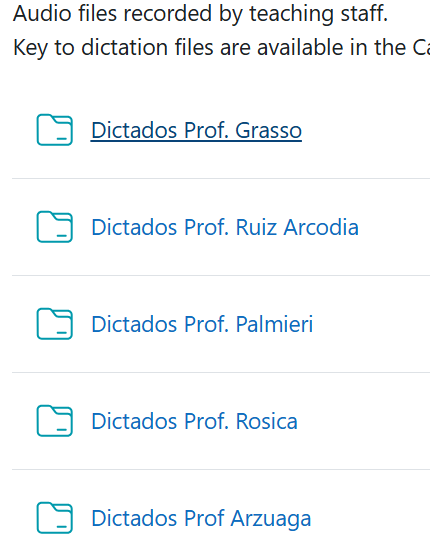 Audio files recorded by teaching staff.
Key to dictation files are available in the
Dictados Prof. Grasso
Dictados Prof. Ruiz Arcodia
Dictados Prof. Palmieri
Dictados Prof. Rosica
Dictados Prof Arzuaga